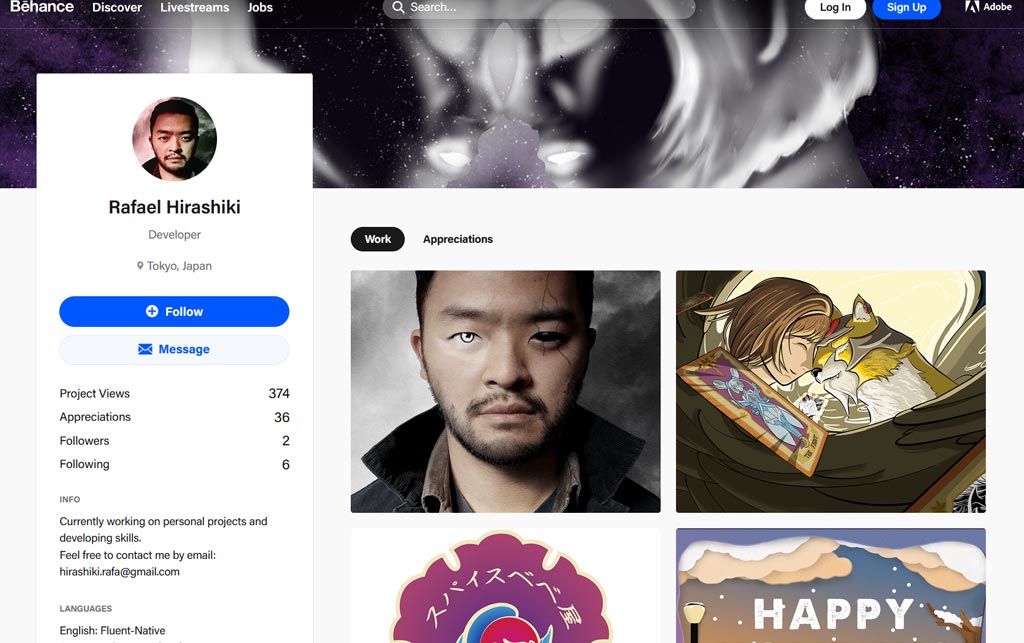 Bēhance Discover Livestreams Jobs Search... Log In Sign Up Adobe
Rafael Hirashiki
Developer
Tokyo, Japan
Follow
Message
Project Views 374
Appreciations 36
Followers 2
Following 6
INFO
Currently working on personal projects and
developing skills.
Feel free to contact me by email:
hirashiki.rafa@gmail.com
LANGUAGES
English: Fluent-Native
Work Appreciations
スパイスベベ屋
HAPPY